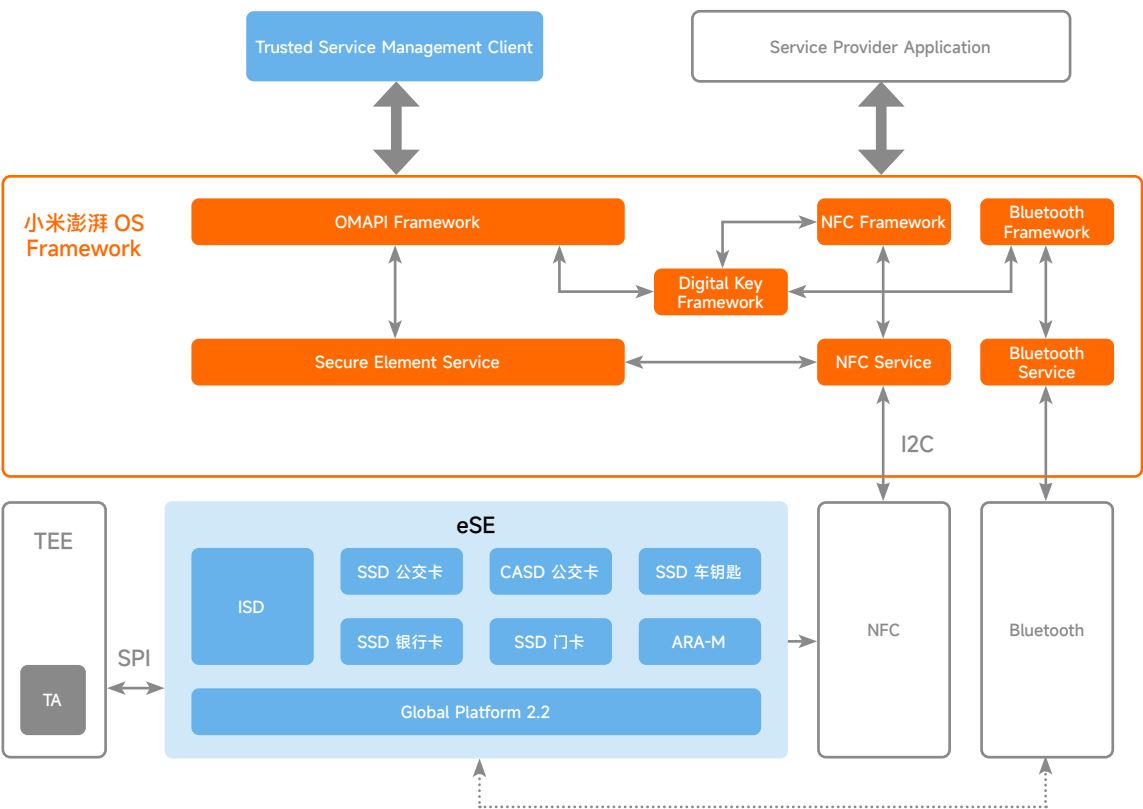 Trusted Service Management Client
Service Provider Application
小米澎湃 OS
Framework
OMAPI Framework
NFC Framework
Bluetooth
Framework
Digital Key
Framework
Secure Element Service
NFC Service
Bluetooth
Service
I2C
TEE
eSE
ISD
SSD 公交卡
CASD 公交卡
SSD 车钥匙
SSD 银行卡
SSD 门卡
ARA-M
NFC
Bluetooth
SPI
TA
Global Platform 2.2